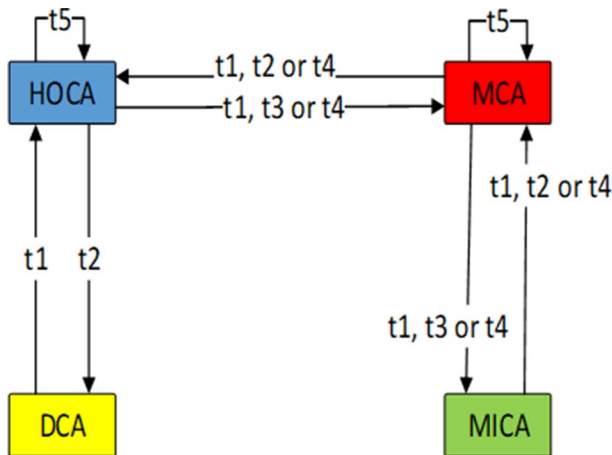 t5
t5
HOCA
t1, t2 or t4
MCA
t1, t3 or t4
t1, t2 or t4
t1
t2
t1, t3 or t4
DCA
MICA